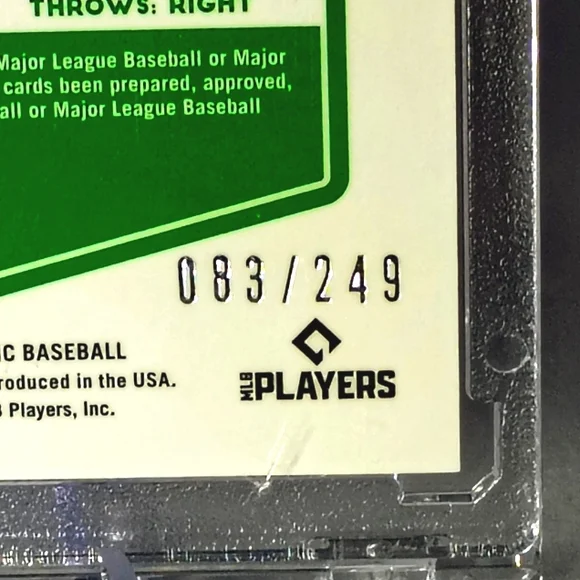 THROWS: RIGHT
Major League Baseball or Major
cards been prepared, approved,
all or Major League Baseball
083/249
IC BASEBALL
roduced in the USA.
Players, Inc.
MLB PLAYERS